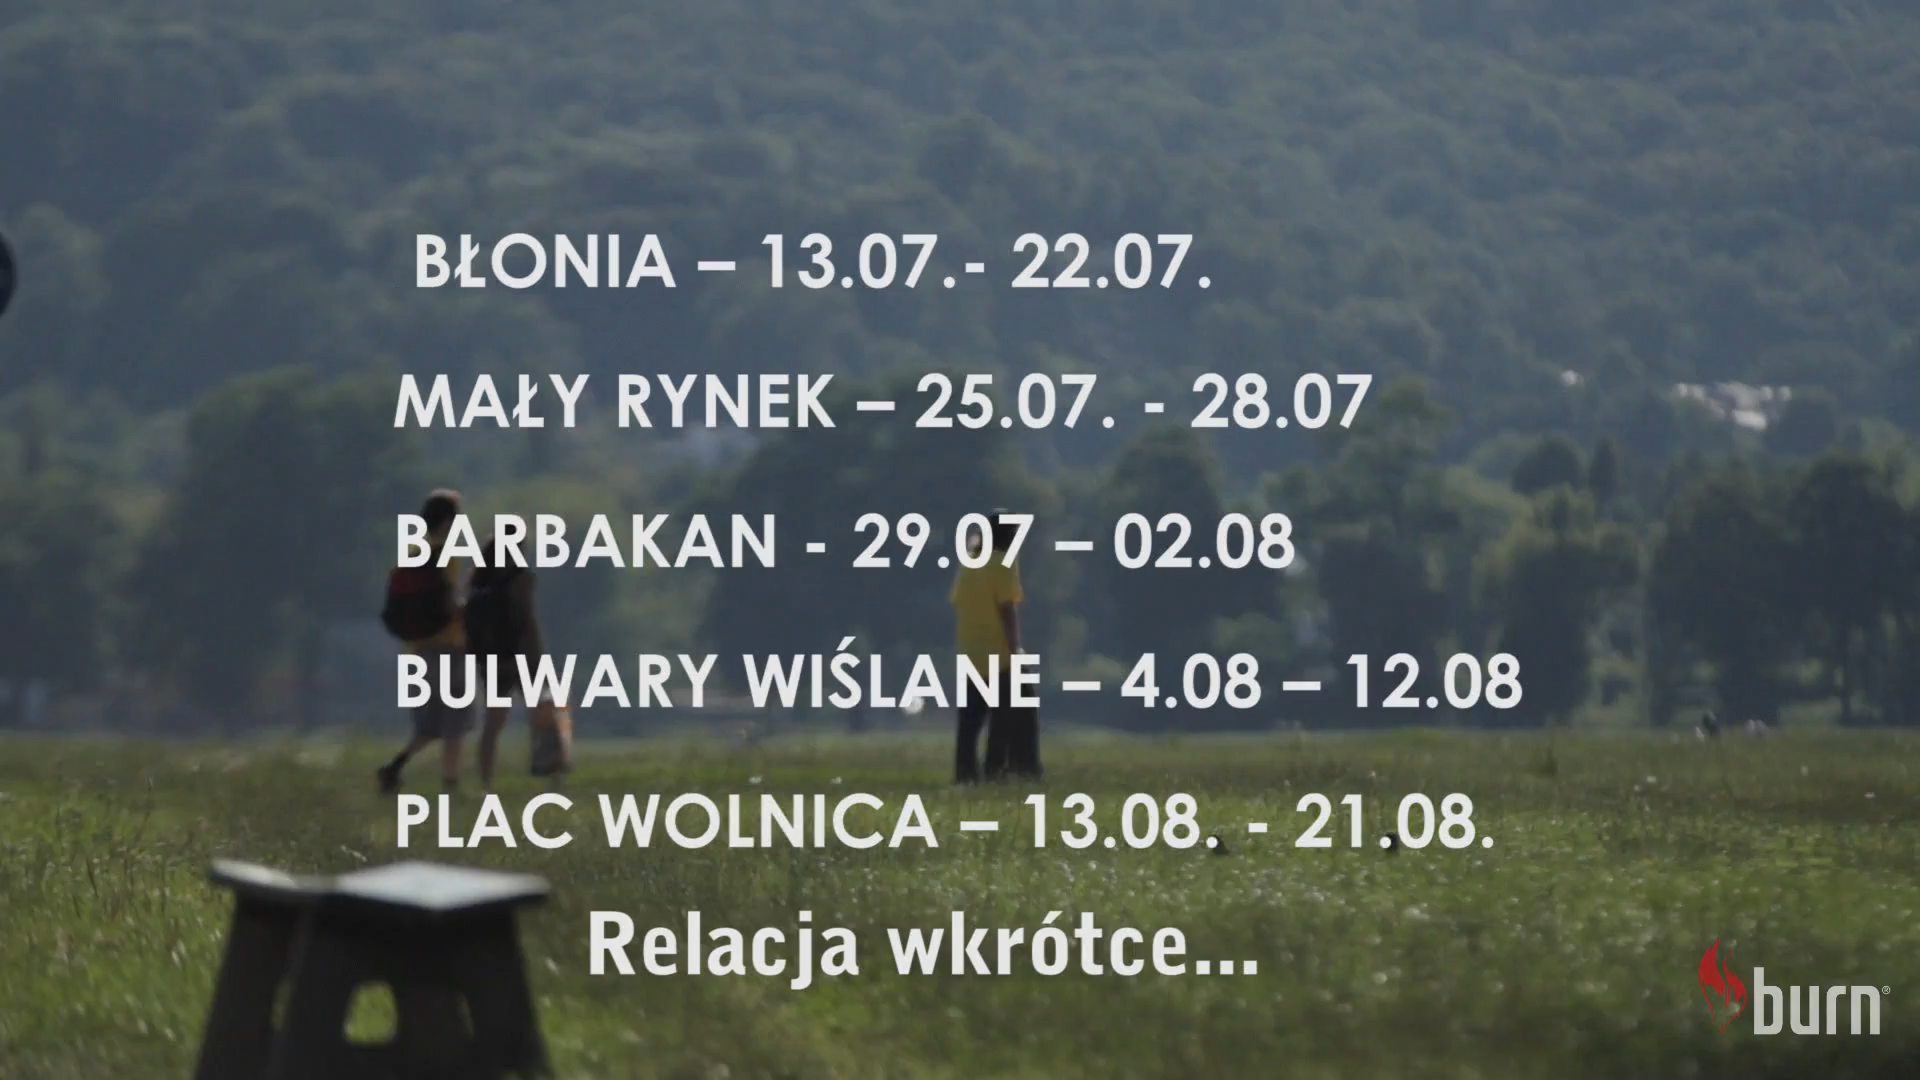 BŁONIA – 13.07.- 22.07.
MAŁY RYNEK – 25.07. - 28.07
BARBAKAN - 29.07 – 02.08
BULWARY WIŚLANE – 4.08 – 12.08
PLAC WOLNICA – 13.08. - 21.08.
Relacja wkrótce...
burn®